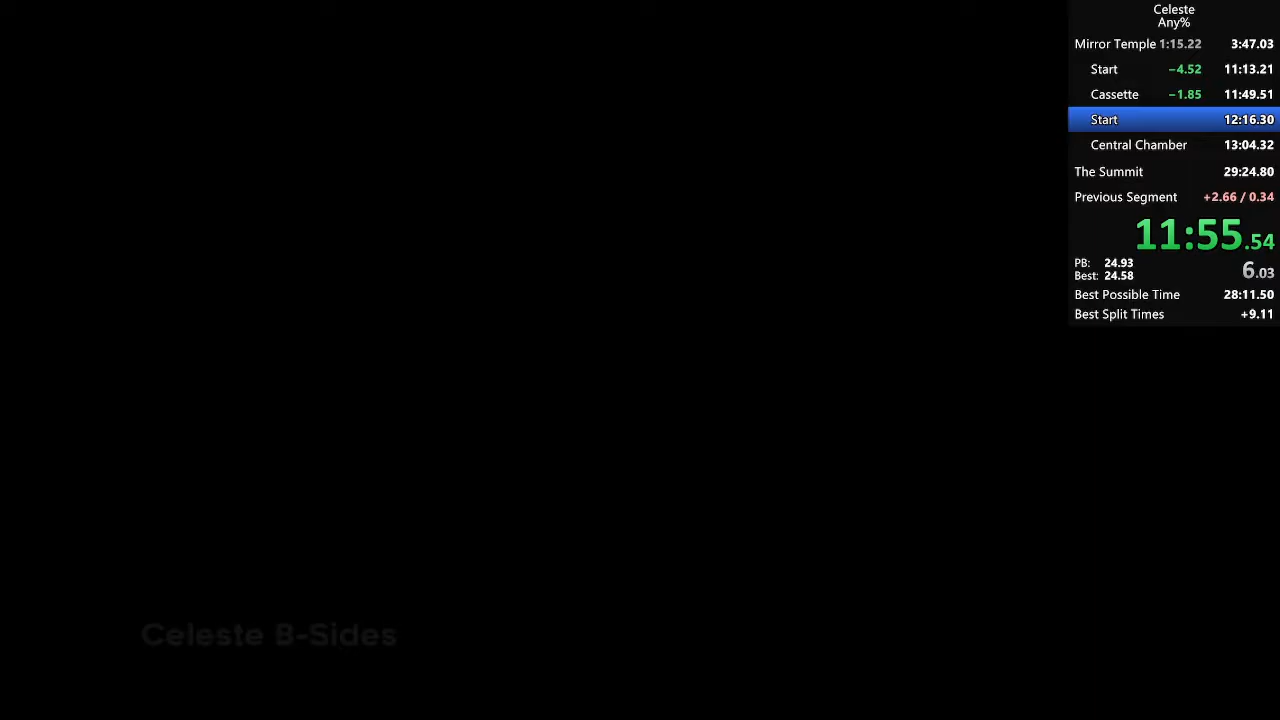 Celeste
Any%
Mirror Temple 1:15.22 3:47.03
Start −4.52 11:13.21
Cassette −1.85 11:49.51
Start 12:16.30
Central Chamber 13:04.32
The Summit 29:24.80
Previous Segment +2.66 / 0.34
11:55.54
PB: 24.93
Best: 24.58 6.03
Best Possible Time 28:11.50
Best Split Times +9.11
Celeste B-Sides